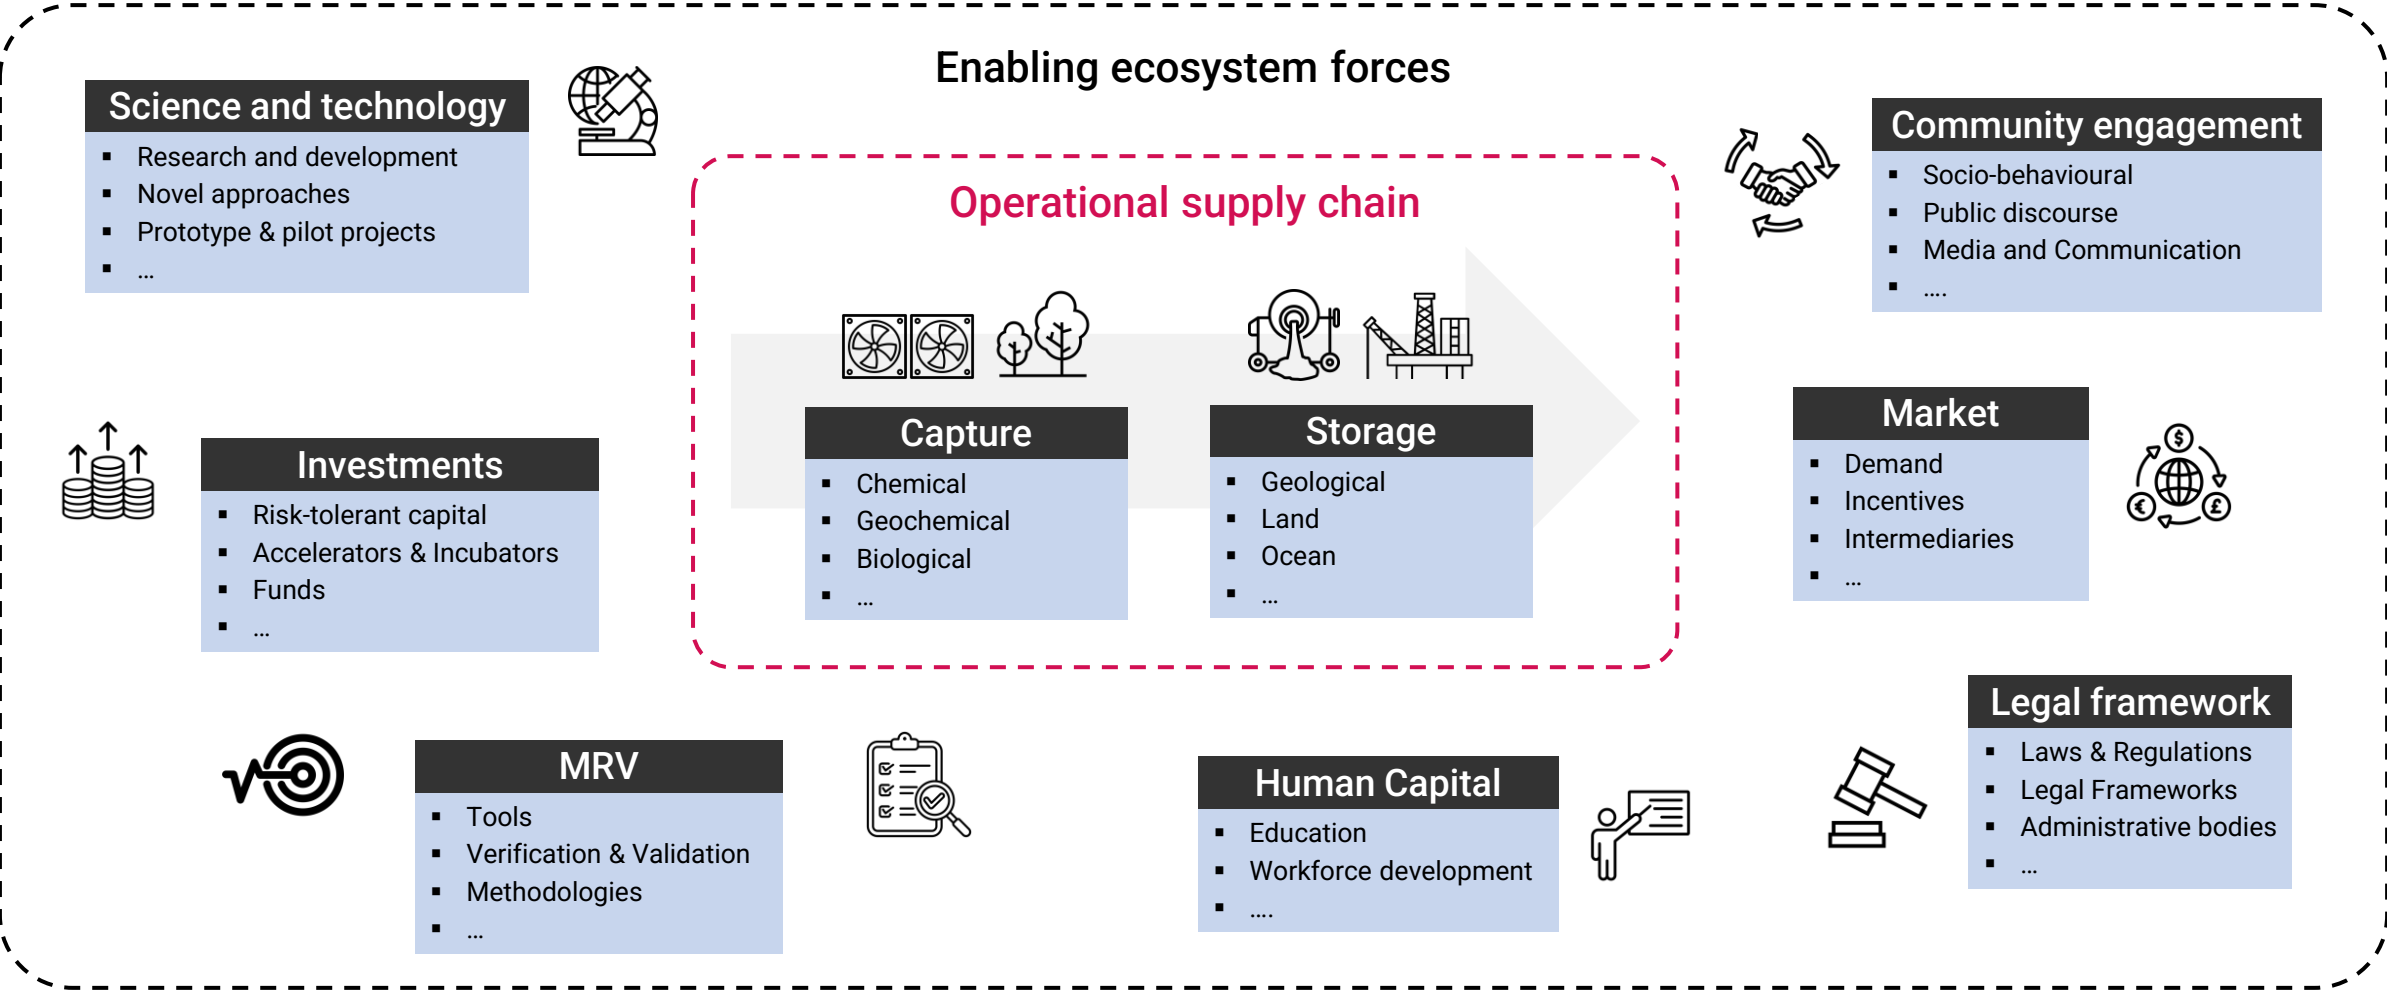 Enabling ecosystem forces
Science and technology
▪ Research and development
▪ Novel approaches
▪ Prototype & pilot projects
▪ ...
Community engagement
▪ Socio-behavioural
▪ Public discourse
▪ Media and Communication
▪ ....
Operational supply chain
Capture
▪ Chemical
▪ Geochemical
▪ Biological
▪ ...
Storage
▪ Geological
▪ Land
▪ Ocean
▪ ...
Investments
▪ Risk-tolerant capital
▪ Accelerators & Incubators
▪ Funds
▪ ...
Market
▪ Demand
▪ Incentives
▪ Intermediaries
▪ ...
$
€
£
MRV
▪ Tools
▪ Verification & Validation
▪ Methodologies
▪ ...
Human Capital
▪ Education
▪ Workforce development
▪ ....
Legal framework
▪ Laws & Regulations
▪ Legal Frameworks
▪ Administrative bodies
▪ ...